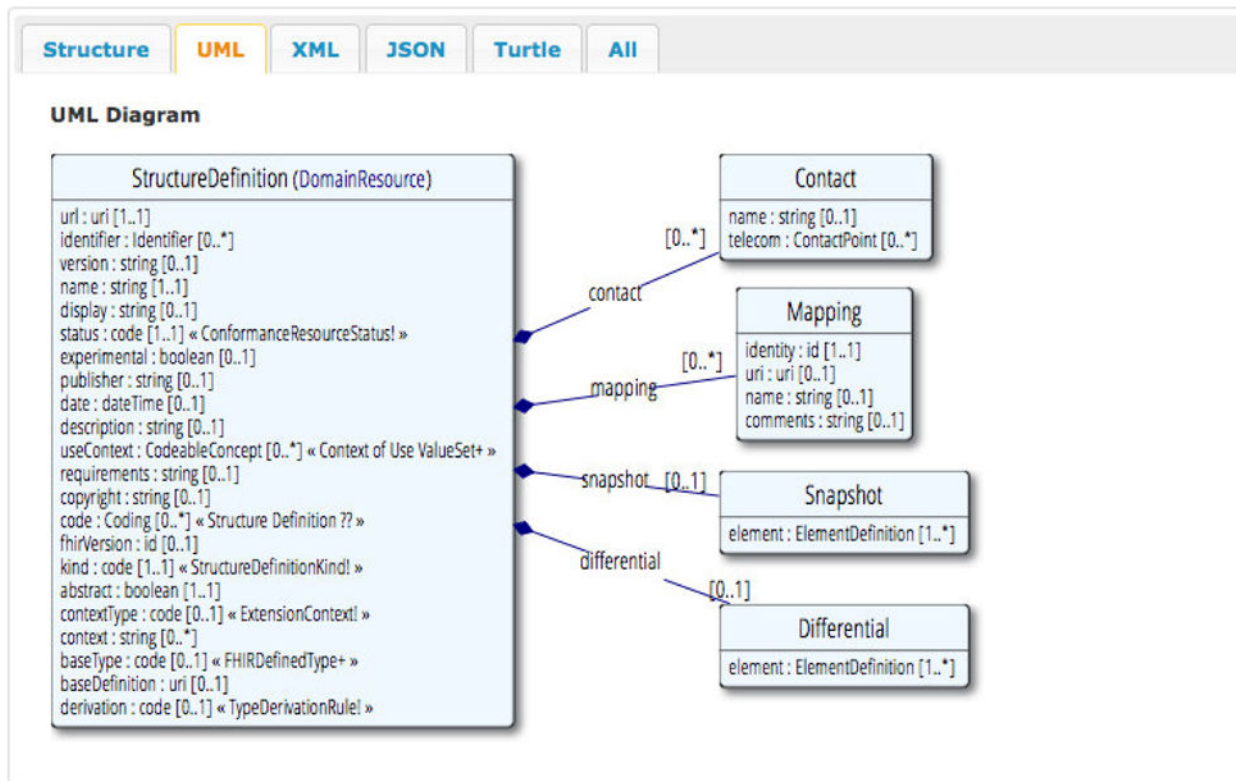 Structure UML XML JSON Turtle All
UML Diagram
StructureDefinition (DomainResource)
url : uri [1..1]
identifier : Identifier [0..*]
version : string [0..1]
name : string [1..1]
display : string [0..1]
status : code [1..1] « ConformanceResourceStatus! »
experimental : boolean [0..1]
publisher : string [0..1]
date : dateTime [0..1]
description : string [0..1]
useContext : CodeableConcept [0..*] « Context of Use ValueSet+ »
requirements : string [0..1]
copyright : string [0..1]
code : Coding [0..*] « Structure Definition ?? »
fhirVersion : id [0..1]
kind : code [1..1] « StructureDefinitionKind! »
abstract : boolean [1..1]
contextType : code [0..1] « ExtensionContext! »
context : string [0..*]
baseType : code [0..1] « FHIRDefinedType+ »
baseDefinition : uri [0..1]
derivation : code [0..1] « TypeDerivationRule! »
contact
[0..*]
Contact
name : string [0..1]
telecom : ContactPoint [0..*]
mapping
[0..*]
Mapping
identity : id [1..1]
uri : uri [0..1]
name : string [0..1]
comments : string [0..1]
snapshot
[0..1]
Snapshot
element : ElementDefinition [1..*]
differential
[0..1]
Differential
element : ElementDefinition [1..*]